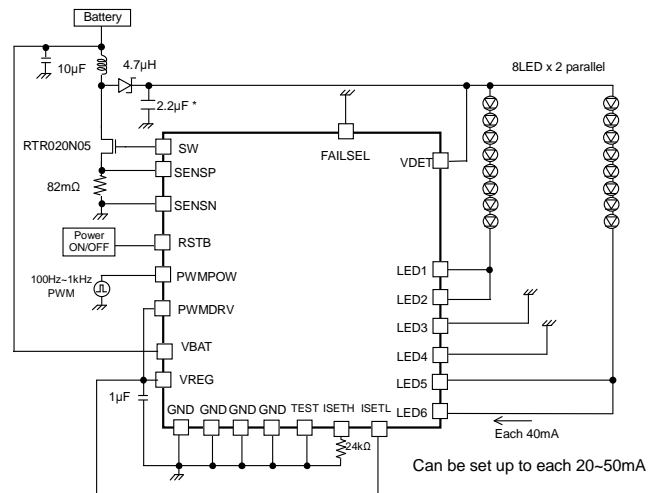 Battery
4.7μH
10μF
2.2μF *
8LED x 2 parallel
RTR020N05
SW
FAILSEL
VDET
SENSP
82mΩ
SENSN
Power
ON/OFF
RSTB
100Hz~1kHz
PWM
PWMPOW
PWMDRV
VBAT
VREG
1μF
LED1
LED2
LED3
LED4
LED5
LED6
GND GND GND GND TEST ISETH ISETL
24kΩ
Each 40mA
Can be set up to each 20~50mA